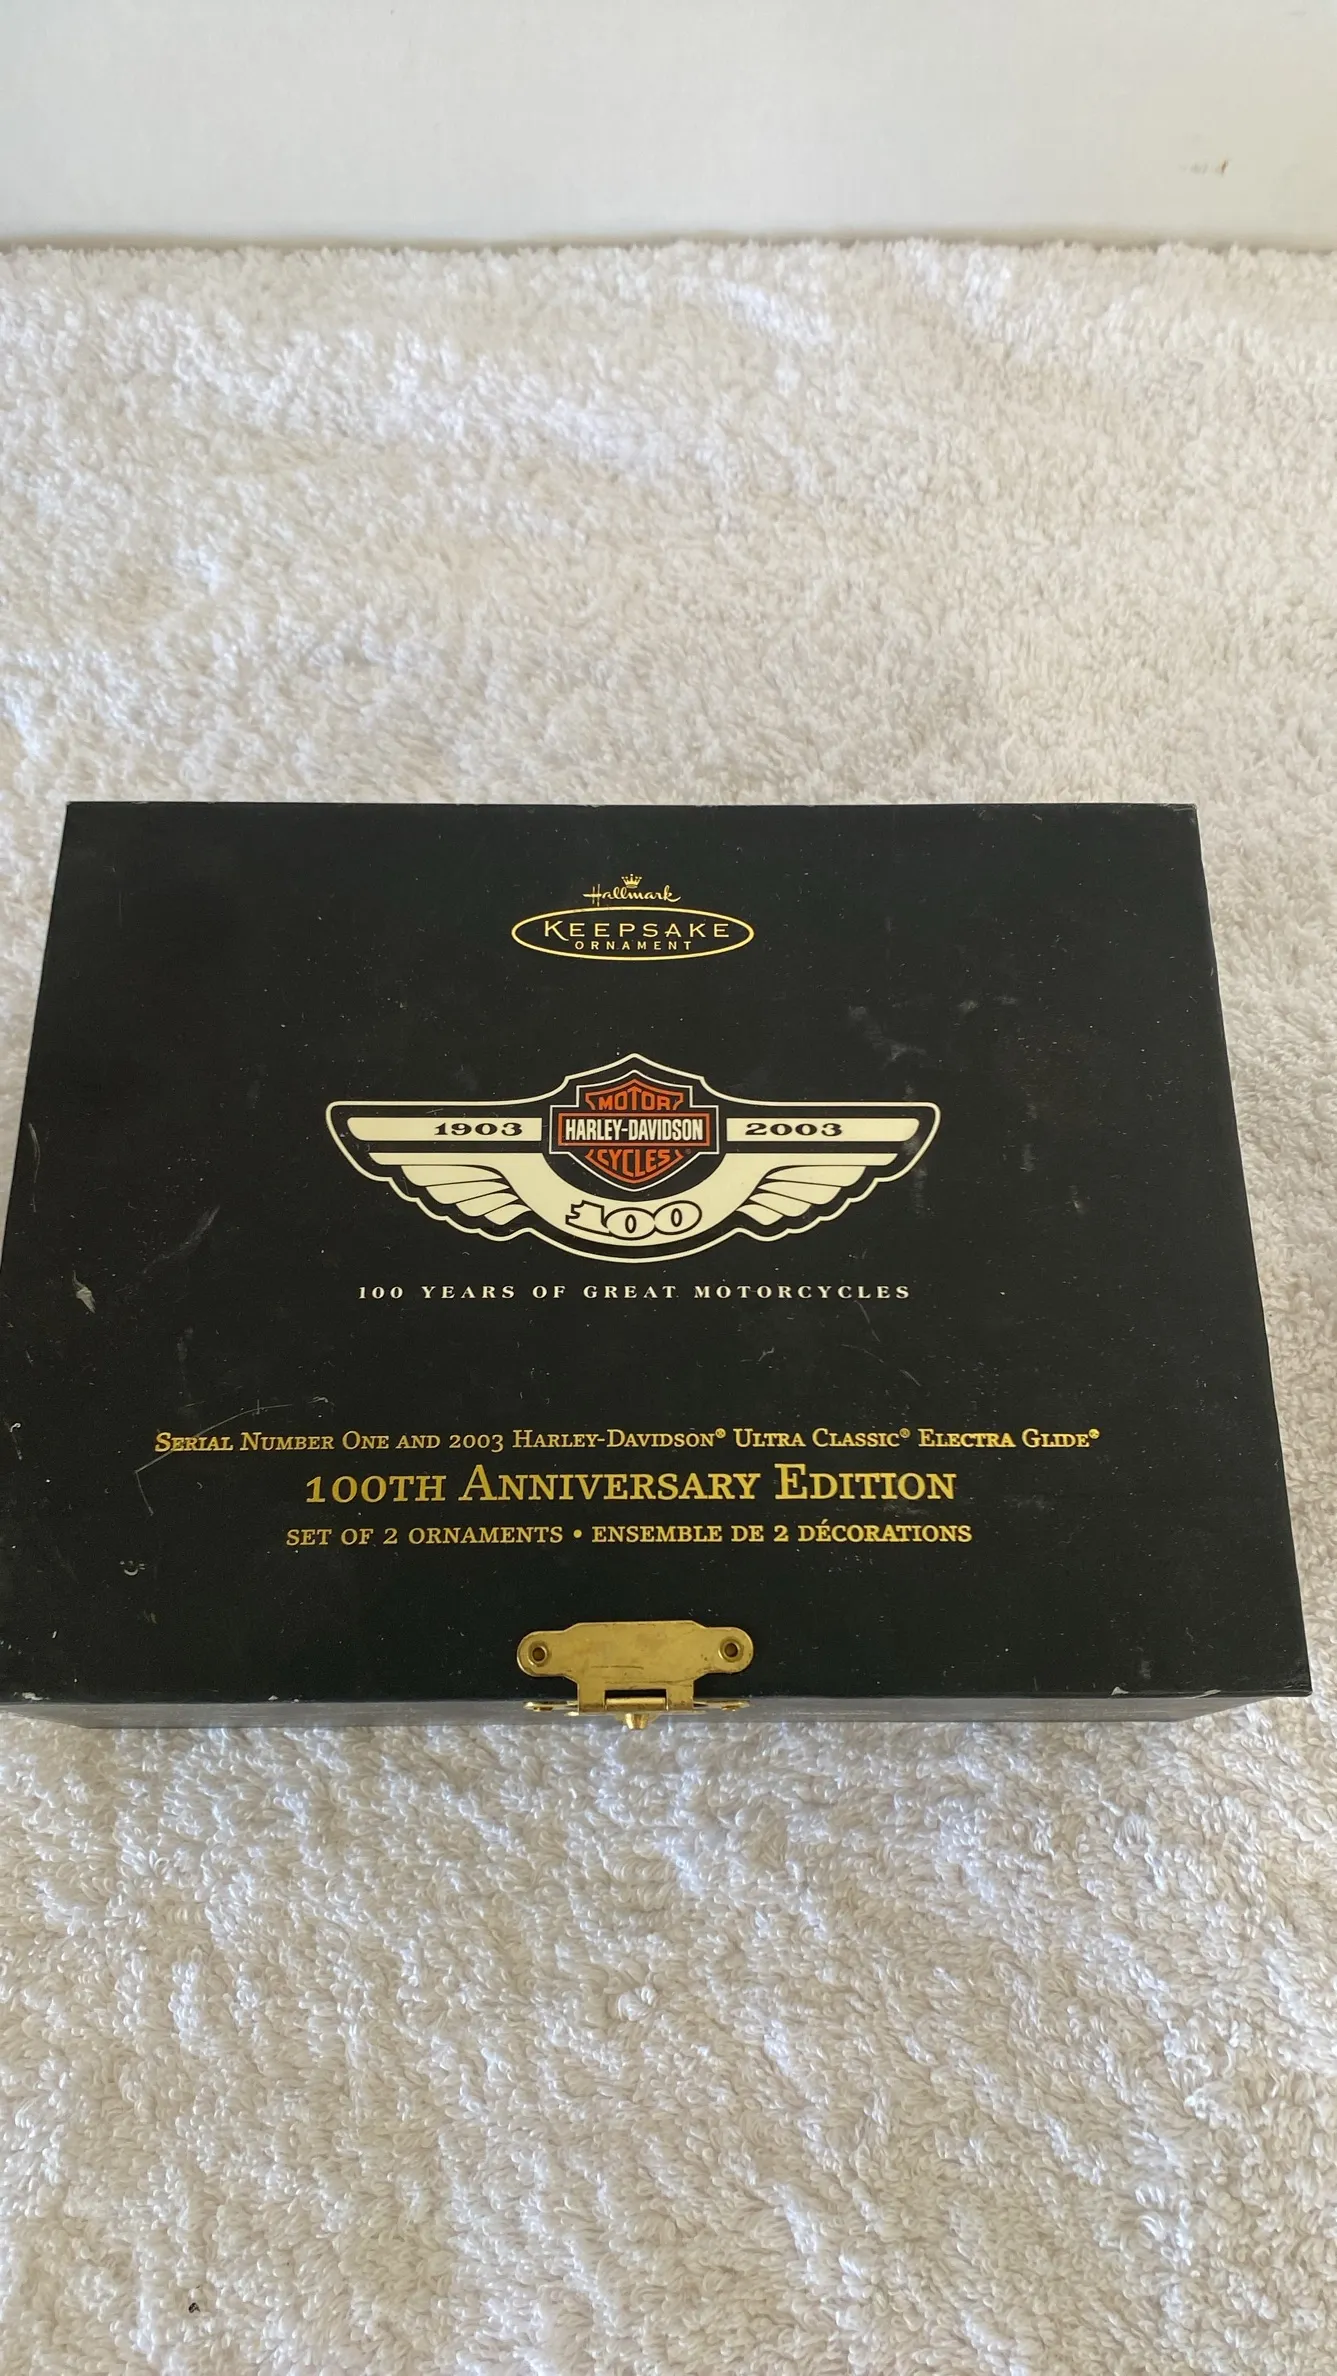 Hallmark
KEEPSAKE
ORNAMENT
MOTOR
1903 HARLEY-DAVIDSON 2003
CYCLES
100
100 YEARS OF GREAT MOTORCYCLES
SERIAL NUMBER ONE AND 2003 HARLEY-DAVIDSON® ULTRA CLASSIC® ELECTRA GLIDE®
100TH ANNIVERSARY EDITION
SET OF 2 ORNAMENTS • ENSEMBLE DE 2 DÉCORATIONS